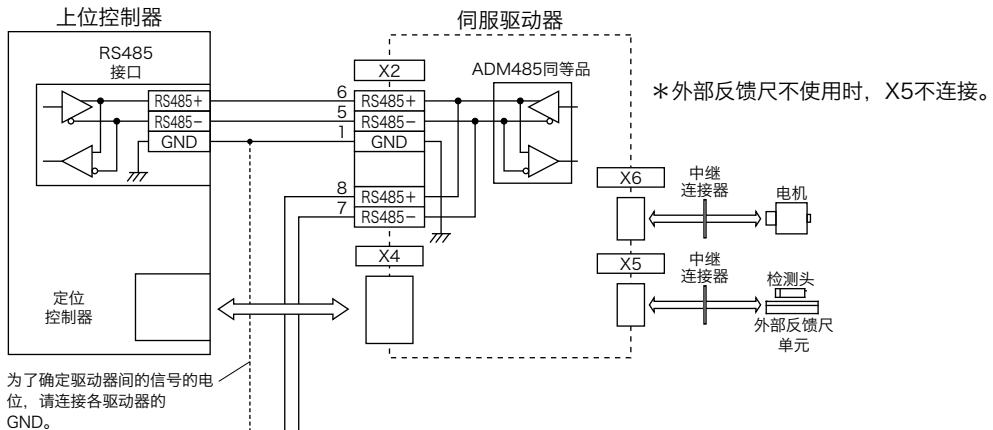 上位控制器
伺服驱动器
RS485
接口
X2
ADM485同等品
＊外部反馈尺不使用时，X5不连接。
RS485+
6
RS485+
RS485−
5
RS485−
GND
1
GND
8
RS485+
7
RS485−
X6
中继
连接器
电机
X4
X5
中继
连接器
检测头
外部反馈尺
单元
定位
控制器
为了确定驱动器间的信号的电
位，请连接各驱动器的
GND。